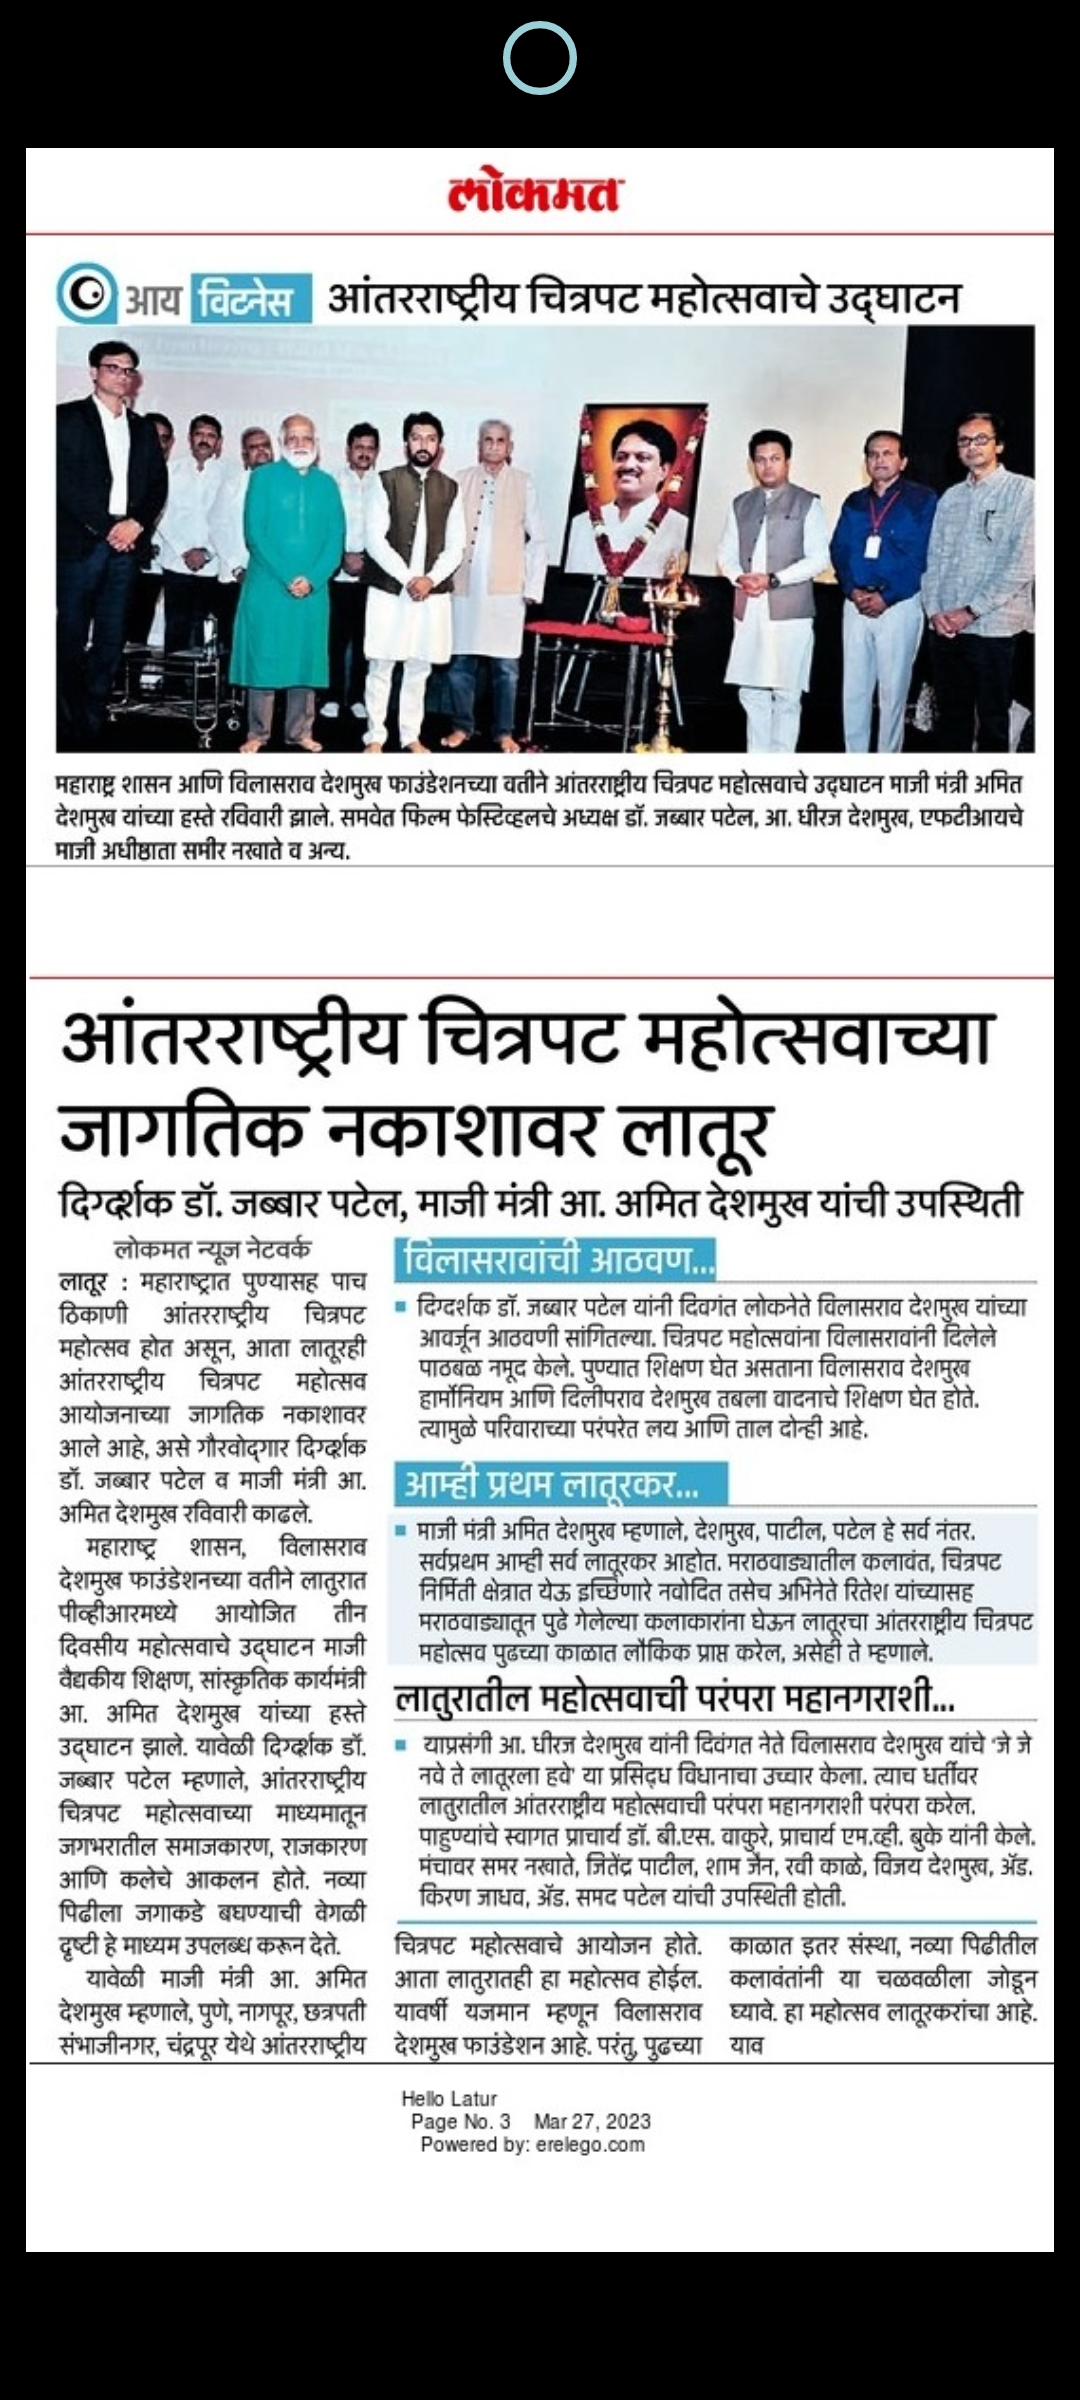 लोकमत
आय विटनेस आंतरराष्ट्रीय चित्रपट महोत्सवाचे उद्‌घाटन
महाराष्ट्र शासन आणि विलासराव देशमुख फाउंडेशनच्या वतीने आंतरराष्ट्रीय चित्रपट महोत्सवाचे उद्‌घाटन माजी मंत्री अमित
देशमुख यांच्या हस्ते रविवारी झाले. समवेत फिल्म फेस्टिव्हलचे अध्यक्ष डॉ. जब्बार पटेल, आ. धीरज देशमुख, एफटीआयचे
माजी अधीष्ठाता समीर नखाते व अन्य.
आंतरराष्ट्रीय चित्रपट महोत्सवाच्या
जागतिक नकाशावर लातूर
दिग्दर्शक डॉ. जब्बार पटेल, माजी मंत्री आ. अमित देशमुख यांची उपस्थिती
लोकमत न्यूज नेटवर्क
लातूर : महाराष्ट्रात पुण्यासह पाच
ठिकाणी आंतरराष्ट्रीय चित्रपट
महोत्सव होत असून, आता लातूरही
आंतरराष्ट्रीय चित्रपट महोत्सव
आयोजनाच्या जागतिक नकाशावर
आले आहे, असे गौरवोद्‌गार दिग्दर्शक
डॉ. जब्बार पटेल व माजी मंत्री आ.
अमित देशमुख रविवारी काढले.
महाराष्ट्र शासन, विलासराव
देशमुख फाउंडेशनच्या वतीने लातुरात
पीव्हीआरमध्ये आयोजित तीन
दिवसीय महोत्सवाचे उद्‌घाटन माजी
वैद्यकीय शिक्षण, सांस्कृतिक कार्यमंत्री
आ. अमित देशमुख यांच्या हस्ते
उद्‌घाटन झाले. यावेळी दिग्दर्शक डॉ.
जब्बार पटेल म्हणाले, आंतरराष्ट्रीय
चित्रपट महोत्सवाच्या माध्यमातून
जगभरातील समाजकारण, राजकारण
आणि कलेचे आकलन होते. नव्या
पिढीला जगाकडे बघण्याची वेगळी
दृष्टी हे माध्यम उपलब्ध करून देते.
यावेळी माजी मंत्री आ. अमित
देशमुख म्हणाले, पुणे, नागपूर, छत्रपती
संभाजीनगर, चंद्रपूर येथे आंतरराष्ट्रीय
विलासरावांची आठवण...
दिग्दर्शक डॉ. जब्बार पटेल यांनी दिवगंत लोकनेते विलासराव देशमुख यांच्या
आवर्जून आठवणी सांगितल्या. चित्रपट महोत्सवांना विलासरावांनी दिलेले
पाठबळ नमूद केले. पुण्यात शिक्षण घेत असताना विलासराव देशमुख
हार्मोनियम आणि दिलीपराव देशमुख तबला वादनाचे शिक्षण घेत होते.
त्यामुळे परिवाराच्या परंपरेत लय आणि ताल दोन्ही आहे.
आम्ही प्रथम लातूरकर...
माजी मंत्री अमित देशमुख म्हणाले, देशमुख, पाटील, पटेल हे सर्व नंतर.
सर्वप्रथम आम्ही सर्व लातूरकर आहोत. मराठवाड्यातील कलावंत, चित्रपट
निर्मिती क्षेत्रात येऊ इच्छिणारे नवोदित तसेच अभिनेते रितेश यांच्यासह
मराठवाड्यातून पुढे गेलेल्या कलाकारांना घेऊन लातूरचा आंतरराष्ट्रीय चित्रपट
महोत्सव पुढच्या काळात लौकिक प्राप्त करेल, असेही ते म्हणाले.
लातुरातील महोत्सवाची परंपरा महानगराशी...
याप्रसंगी आ. धीरज देशमुख यांनी दिवंगत नेते विलासराव देशमुख यांचे 'जे जे
नवे ते लातूरला हवे' या प्रसिद्ध विधानाचा उच्चार केला. त्याच धर्तीवर
लातुरातील आंतरराष्ट्रीय महोत्सवाची परंपरा महानगराशी परंपरा करेल.
पाहुण्यांचे स्वागत प्राचार्य डॉ. बी.एस. वाकुरे, प्राचार्य एम.व्ही. बुके यांनी केले.
मंचावर समर नखाते, जितेंद्र पाटील, शाम जैन, रवी काळे, विजय देशमुख, ॲड.
किरण जाधव, ॲड. समद पटेल यांची उपस्थिती होती.
चित्रपट महोत्सवाचे आयोजन होते.
आता लातुरातही हा महोत्सव होईल.
यावर्षी यजमान म्हणून विलासराव
देशमुख फाउंडेशन आहे. परंतु, पुढच्या
काळात इतर संस्था, नव्या पिढीतील
कलावंतांनी या चळवळीला जोडून
घ्यावे. हा महोत्सव लातूरकरांचा आहे.
याव
Hello Latur
Page No. 3 Mar 27, 2023
Powered by: erelego.com